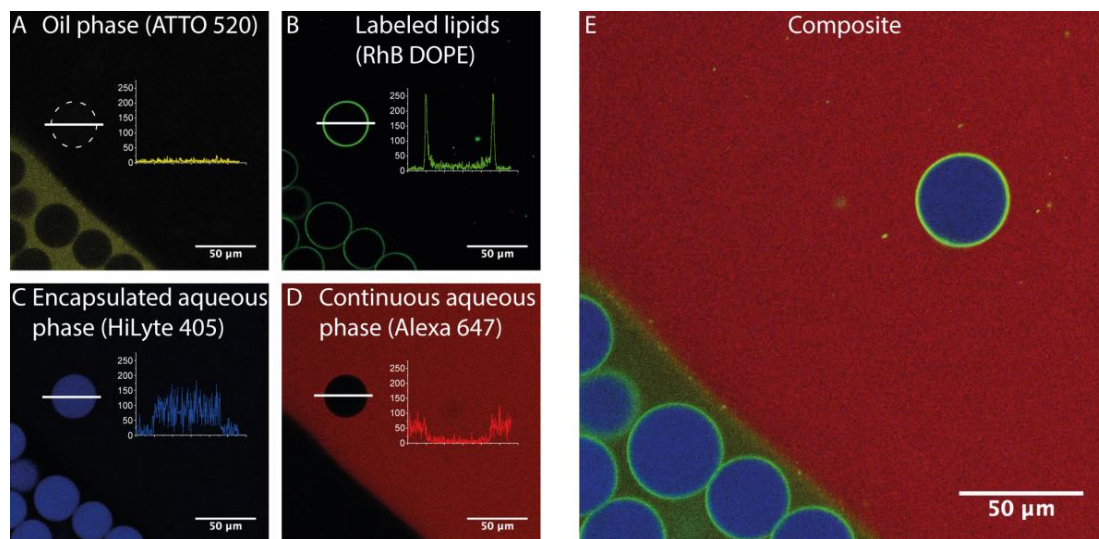 A Oil phase (ATTO 520)
250
200
150
100
50
0
50 µm
B Labeled lipids
(RhB DOPE)
250
200
150
100
50
0
50 µm
C Encapsulated aqueous
phase (HiLyte 405)
250
200
150
100
50
0
50 µm
D Continuous aqueous
phase (Alexa 647)
250
200
150
100
50
0
50 µm
E Composite
50 µm